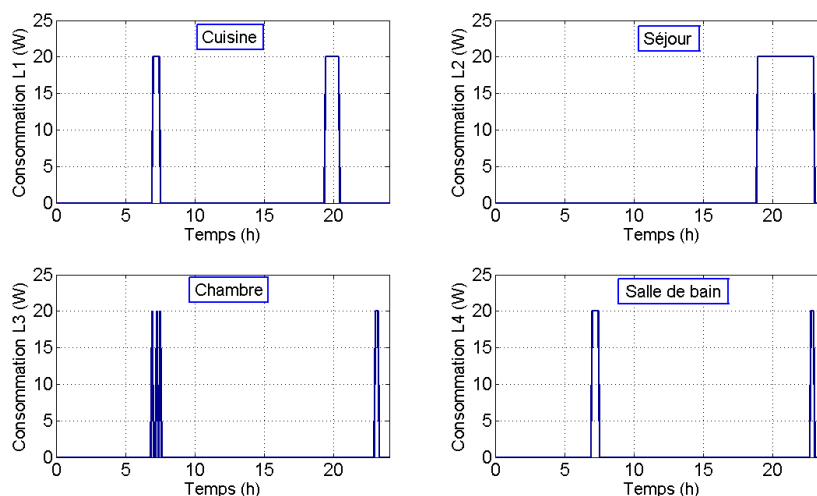 Cuisine
Consommation L1 (W)
25
20
15
10
5
0
0 5 10 15 20
Temps (h)
Séjour
Consommation L2 (W)
25
20
15
10
5
0
0 5 10 15 20
Temps (h)
Chambre
Consommation L3 (W)
25
20
15
10
5
0
0 5 10 15 20
Temps (h)
Salle de bain
Consommation L4 (W)
25
20
15
10
5
0
0 5 10 15 20
Temps (h)